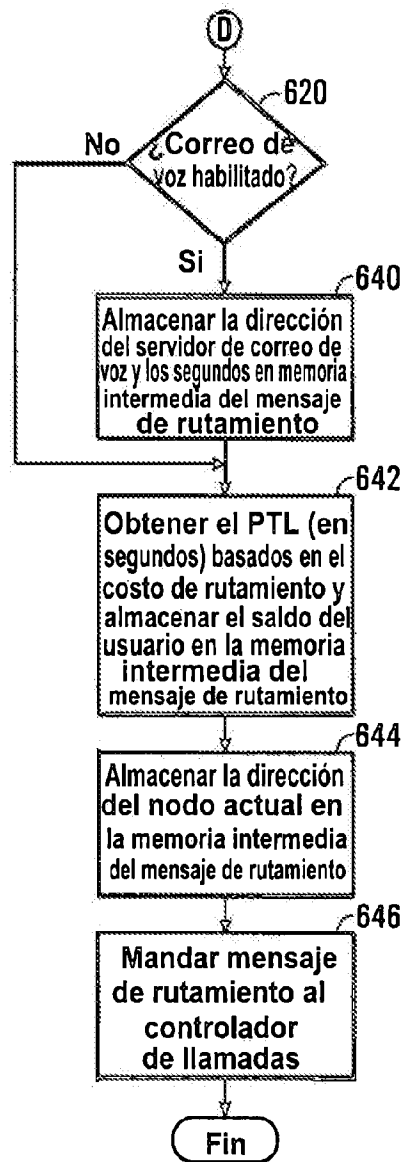 D
620
No
¿Correo de
voz habilitado?
Si
640
Almacenar la dirección
del servidor de correo de
voz y los segundos en memoria
intermedia del mensaje
de rutamiento
642
Obtener el PTL (en
segundos) basados en el
costo de rutamiento y
almacenar el saldo del
usuario en la memoria
intermedia del
mensaje de rutamiento
644
Almacenar la dirección
del nodo actual en
la memoria intermedia
del mensaje de rutamiento
646
Mandar mensaje
de rutamiento al
controlador
de llamadas
Fin